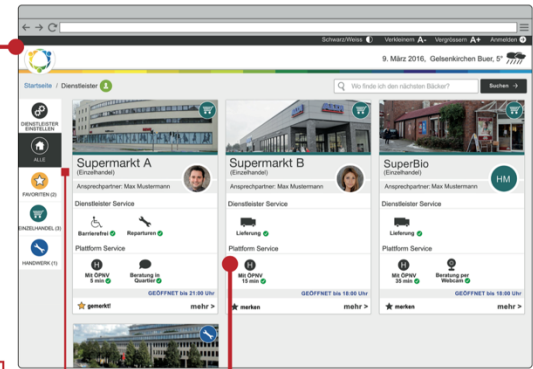 Schwarz/Weiss Verkleinern A- Vergrössern A+ Anmelden
9. März 2016, Gelsenkirchen Buer, 5°
Startseite / Dienstleister
Wo finde ich den nächsten Bäcker?
Suchen →
DIENSTLEISTER
EINSTELLEN
ALLE
FAVORITEN (2)
EINZELHANDEL (3)
HANDWERK (1)
Supermarkt A
(Einzelhandel)
Ansprechpartner: Max Mustermann
Dienstleister Service
Barrierefrei
Reparturen
Plattform Service
H
Mit ÖPNV
5 min
Beratung in
Quartier
GEÖFFNET bis 21:00 Uhr
gemerkt!
mehr >
Supermarkt B
(Einzelhandel)
Ansprechpartner: Max Mustermann
Dienstleister Service
Lieferung
Plattform Service
H
Mit ÖPNV
15 min
GEÖFFNET bis 18:00 Uhr
merken
mehr >
SuperBio
(Einzelhandel)
HM
Ansprechpartner: Max Mustermann
Dienstleister Service
Lieferung
Plattform Service
H
Mit ÖPNV
35 min
Beratung per
Webcam
GEÖFFNET bis 18:00 Uhr
merken
mehr >